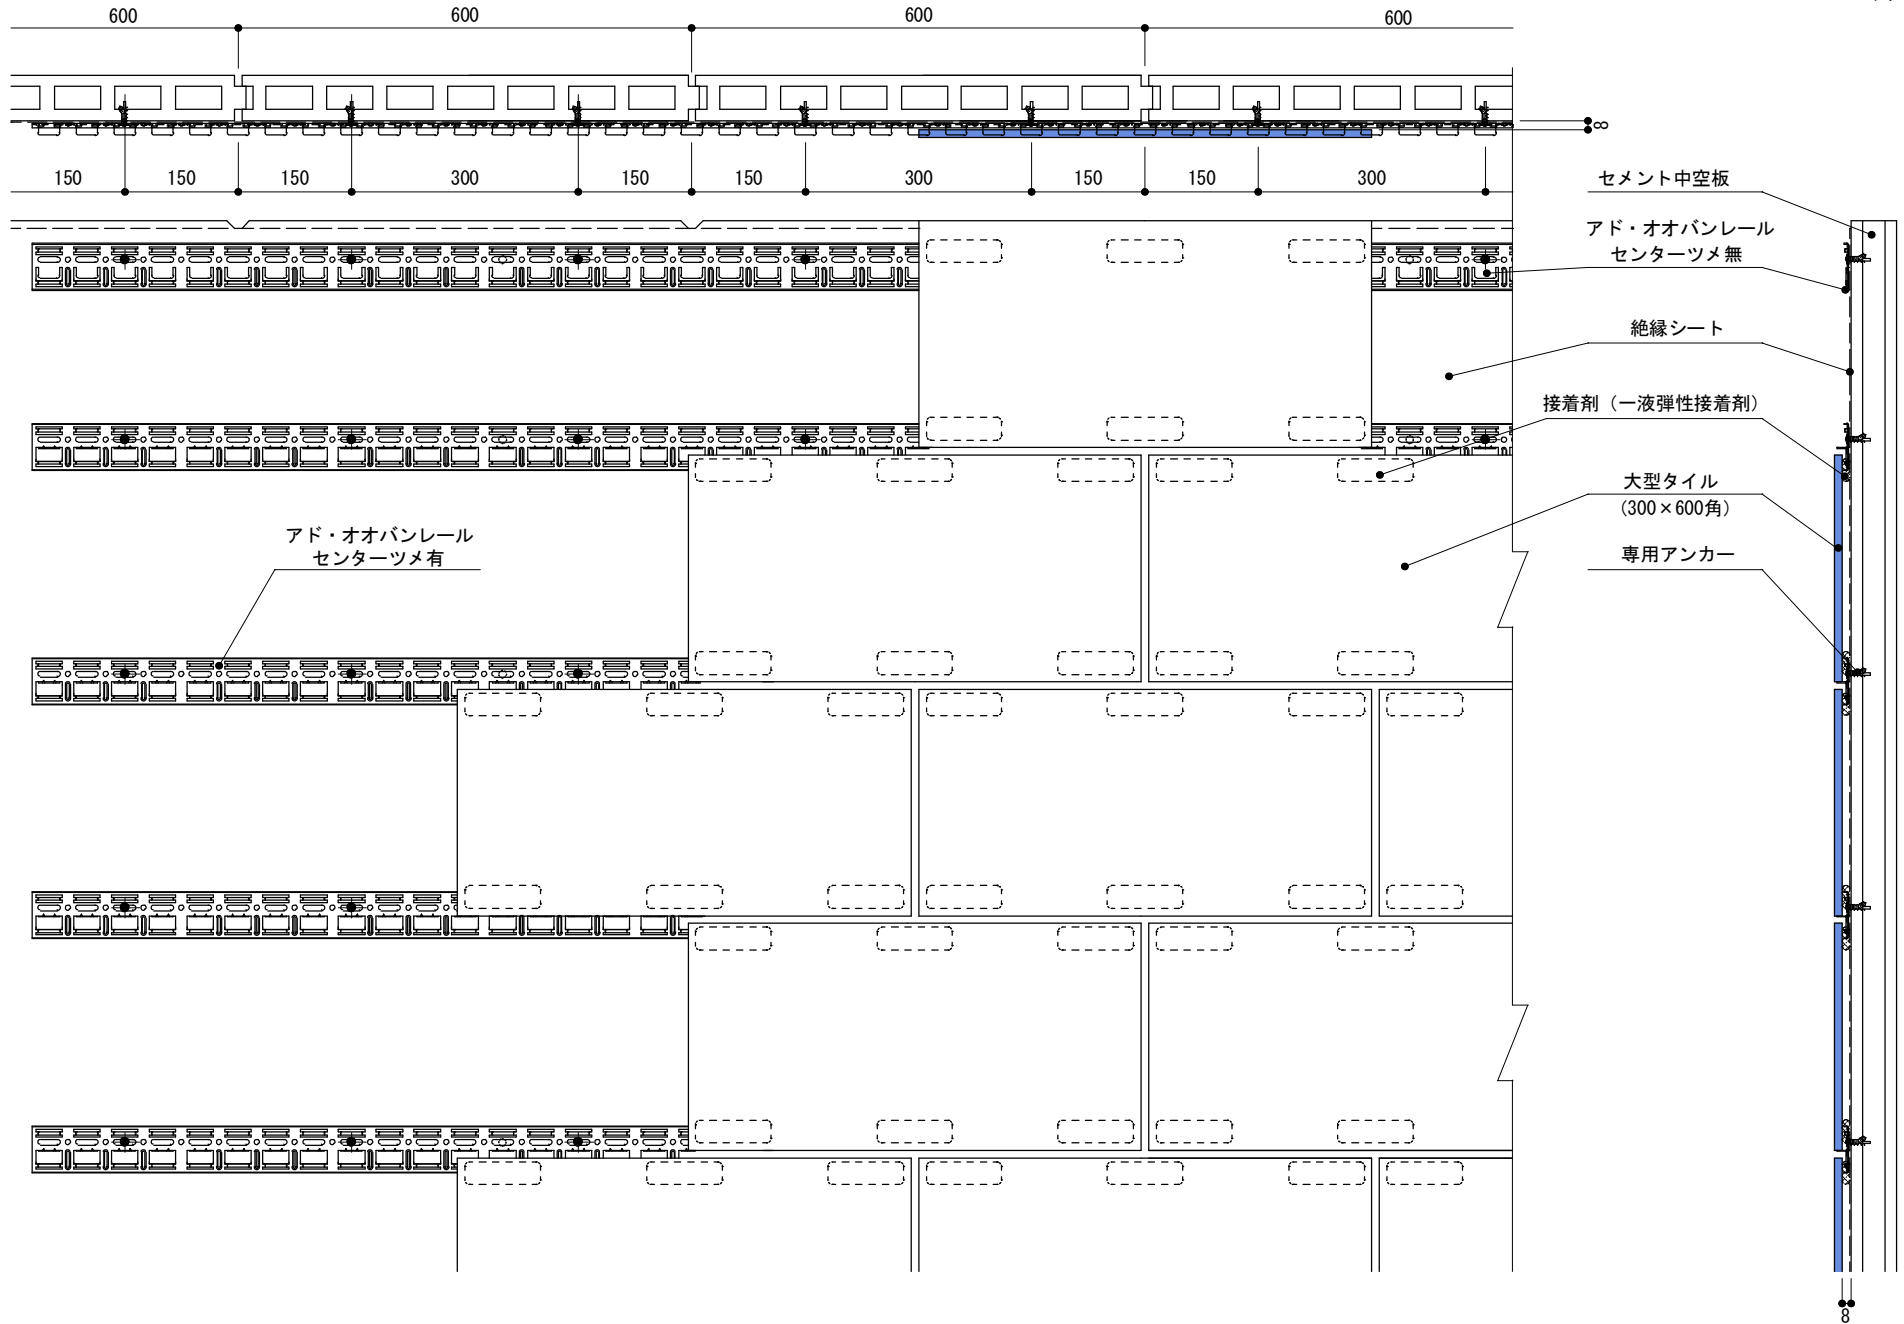 600
600
600
600
8
150
150
150
300
150
150
300
150
150
300
セメント中空板
アド・オオバンレール
センターツメ無
絶縁シート
接着剤（一液弾性接着剤）
大型タイル
（300×600角）
専用アンカー
アド・オオバンレール
センターツメ有
8